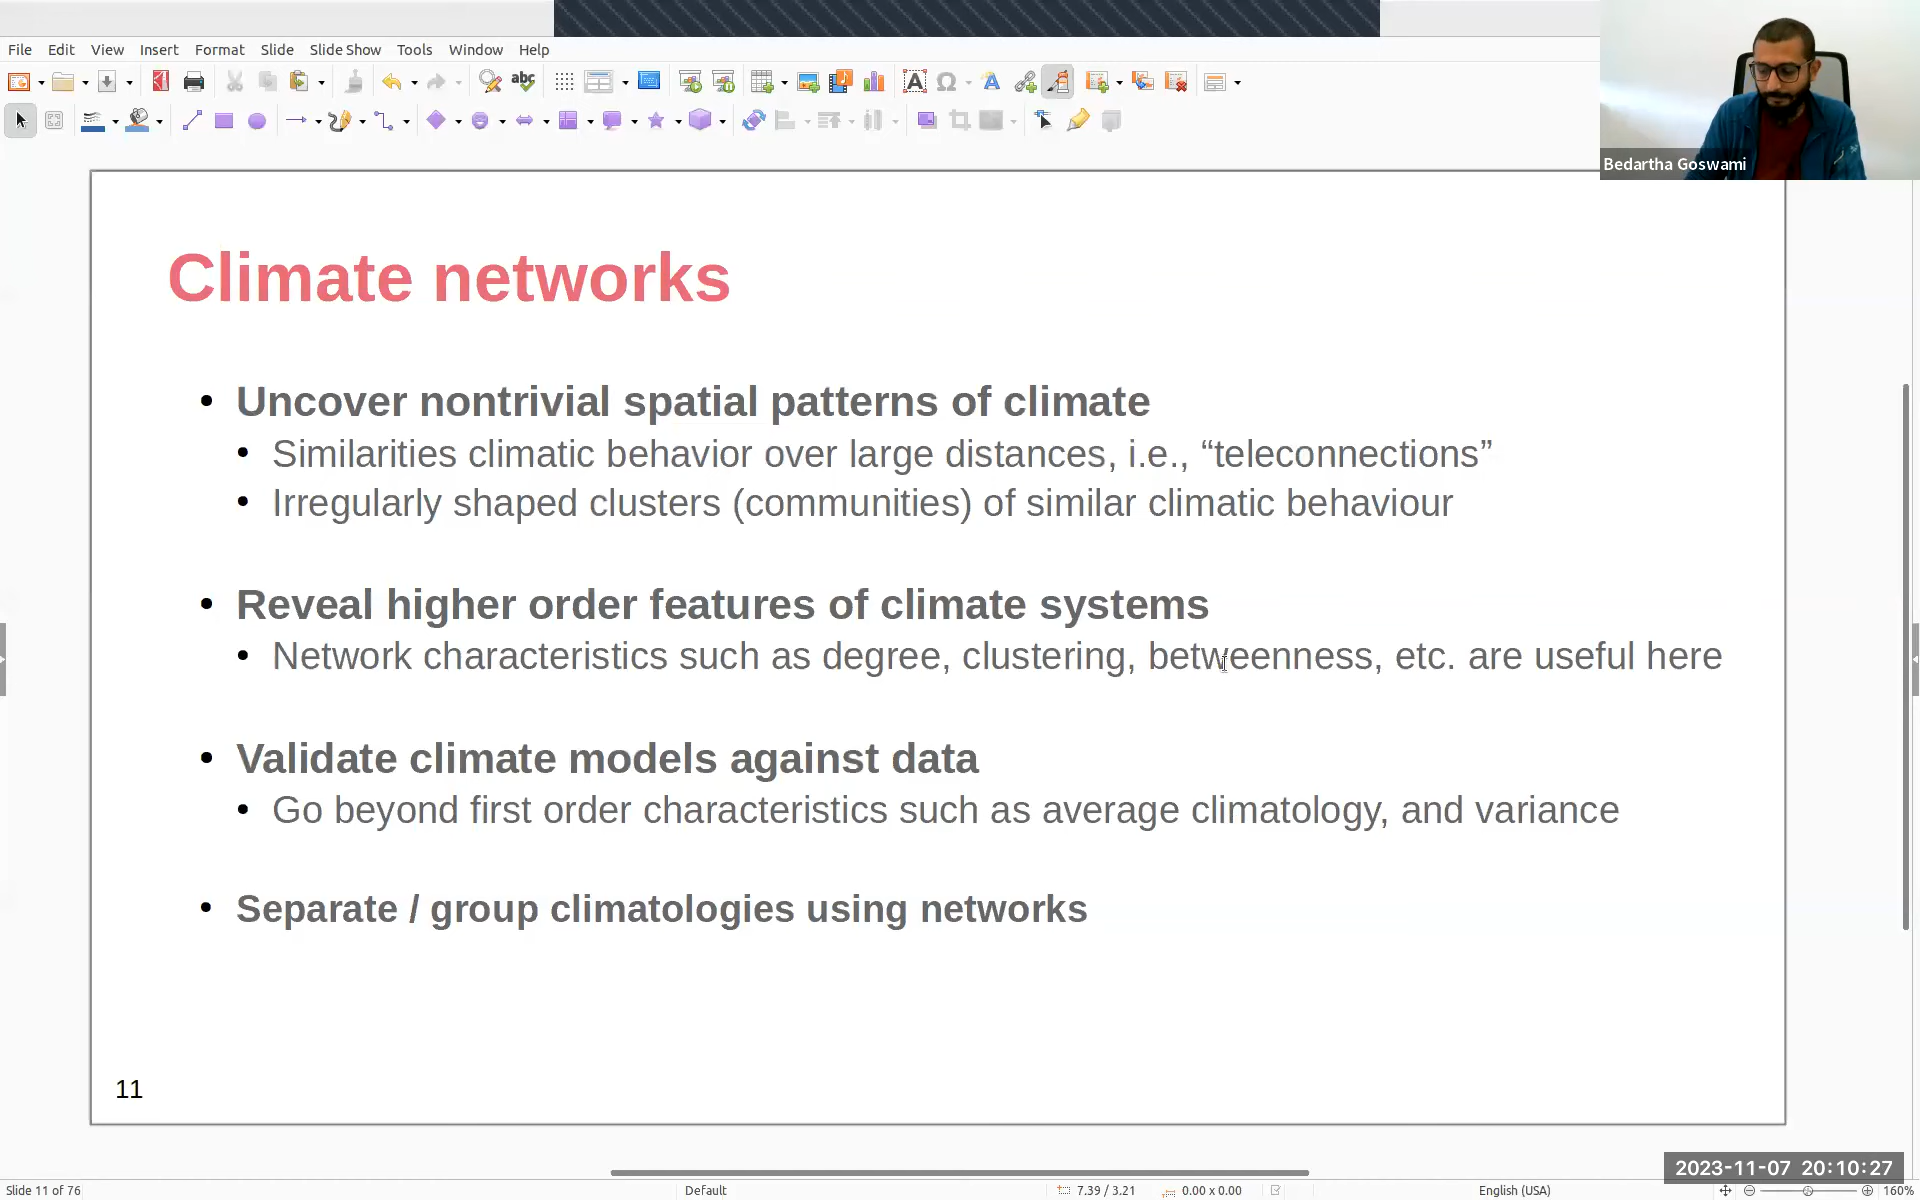 File Edit View Insert Format Slide Slide Show Tools Window Help
Bedartha Goswami
Climate networks
• Uncover nontrivial spatial patterns of climate
• Similarities climatic behavior over large distances, i.e., “teleconnections”
• Irregularly shaped clusters (communities) of similar climatic behaviour
• Reveal higher order features of climate systems
• Network characteristics such as degree, clustering, betweenness, etc. are useful here
• Validate climate models against data
• Go beyond first order characteristics such as average climatology, and variance
• Separate / group climatologies using networks
11
2023-11-07 20:10:27
Slide 11 of 76 Default 7.39 / 3.21 0.00 x 0.00 English (USA) 160%